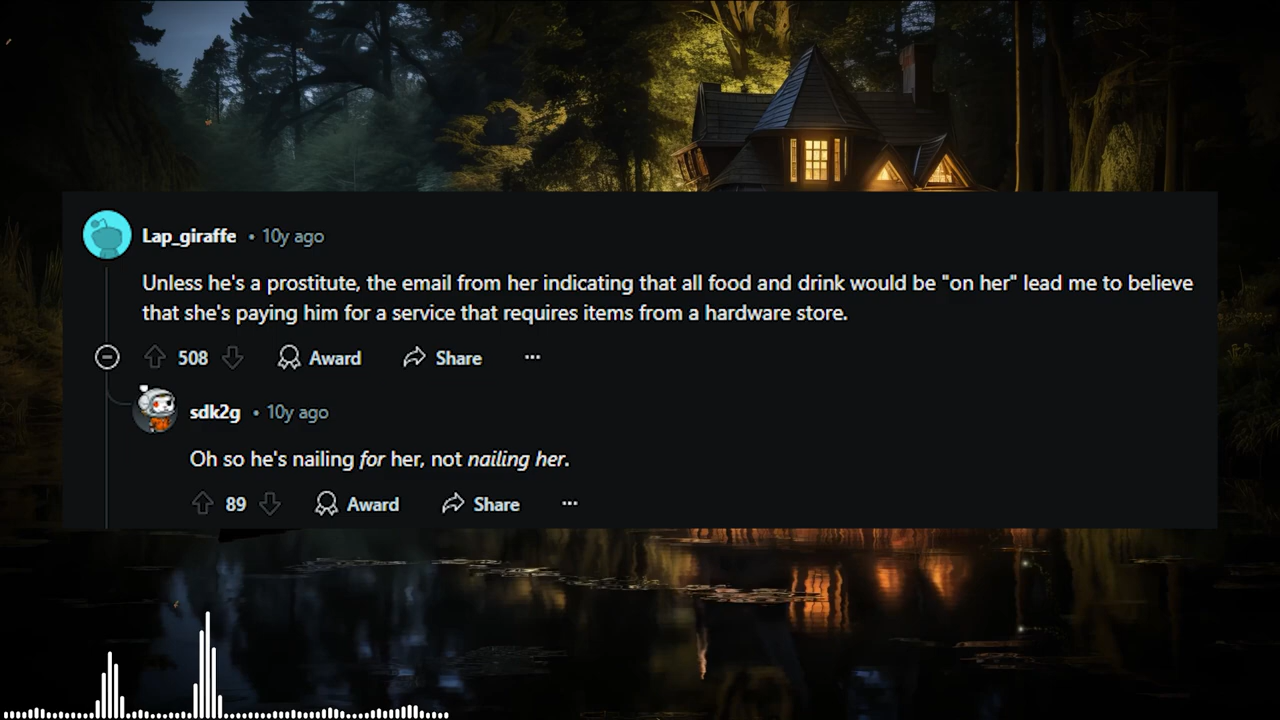 Lap_giraffe • 10y ago
Unless he's a prostitute, the email from her indicating that all food and drink would be "on her" lead me to believe
that she's paying him for a service that requires items from a hardware store.
508 Award Share ...
sdk2g • 10y ago
Oh so he's nailing for her, not nailing her.
89 Award Share ...